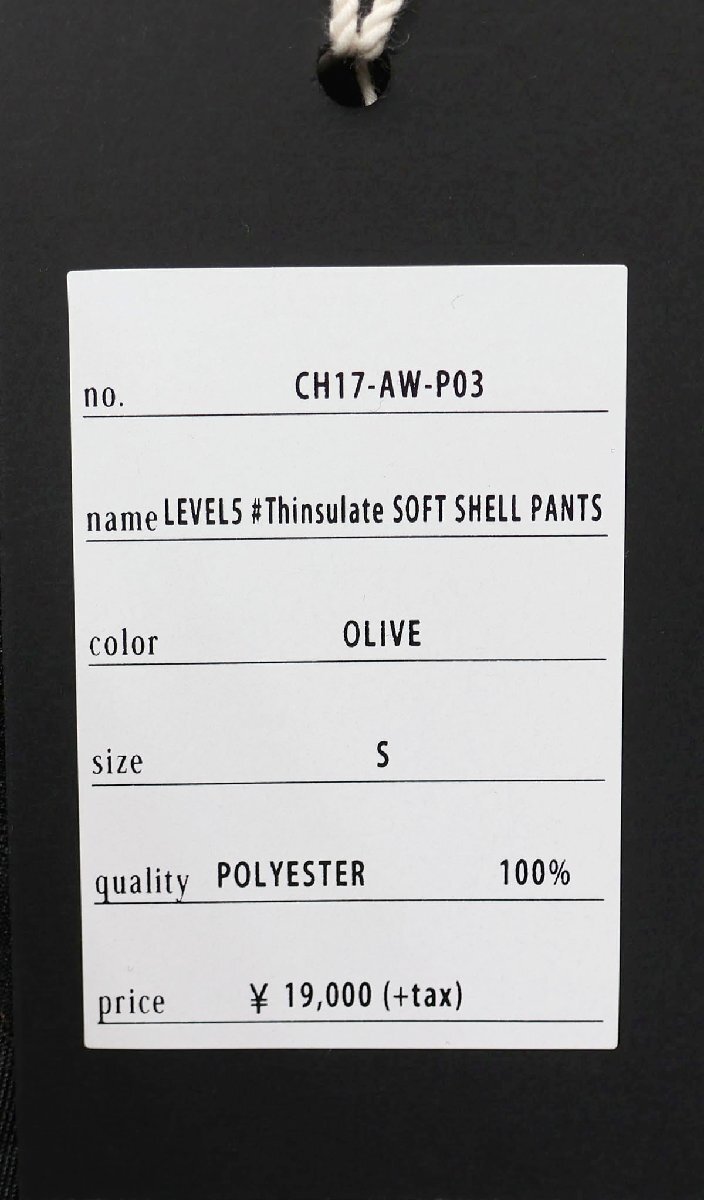 no. CH17-AW-P03
name LEVEL5 #Thinsulate SOFT SHELL PANTS
color OLIVE
size S
quality POLYESTER 100%
price ¥ 19,000 (+tax)